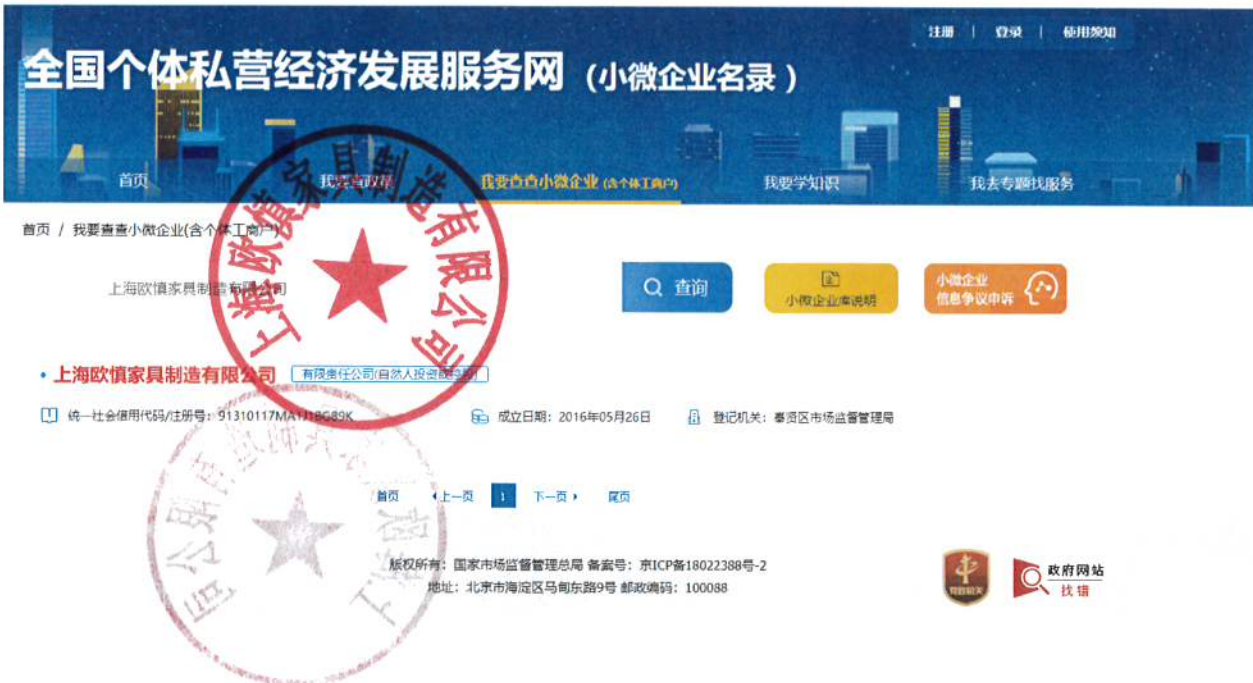 注册 | 登录 | 使用须知
全国个体私营经济发展服务网（小微企业名录）
首页 我要查政策 我要查查小微企业 (含个体工商户) 我要学知识 我去专题找服务
首页 / 我要查查小微企业(含个体工商户)
上海欧慎家具制造有限公司
查询
小微企业库说明
小微企业
信息争议申诉
上海欧慎家具制造有限公司
• 上海欧慎家具制造有限公司 有限责任公司(自然人投资或控股)
统一社会信用代码/注册号：91310117MA1J18G89K 成立日期：2016年05月26日 登记机关：奉贤区市场监督管理局
首页 上一页 1 下一页 尾页
版权所有：国家市场监督管理总局 备案号：京ICP备18022388号-2
地址：北京市海淀区马甸东路9号 邮政编码：100088
党政机关
政府网站
找错